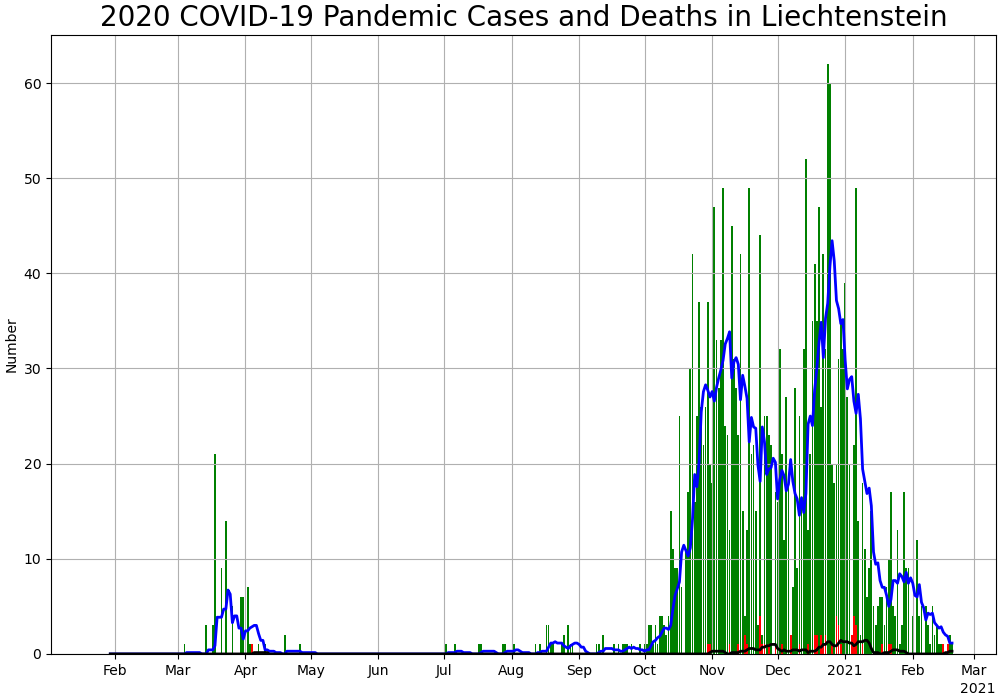 2020 COVID-19 Pandemic Cases and Deaths in Liechtenstein
60
50
40
30
20
10
0
Number
Feb Mar Apr May Jun Jul Aug Sep Oct Nov Dec 2021 Feb Mar
2021